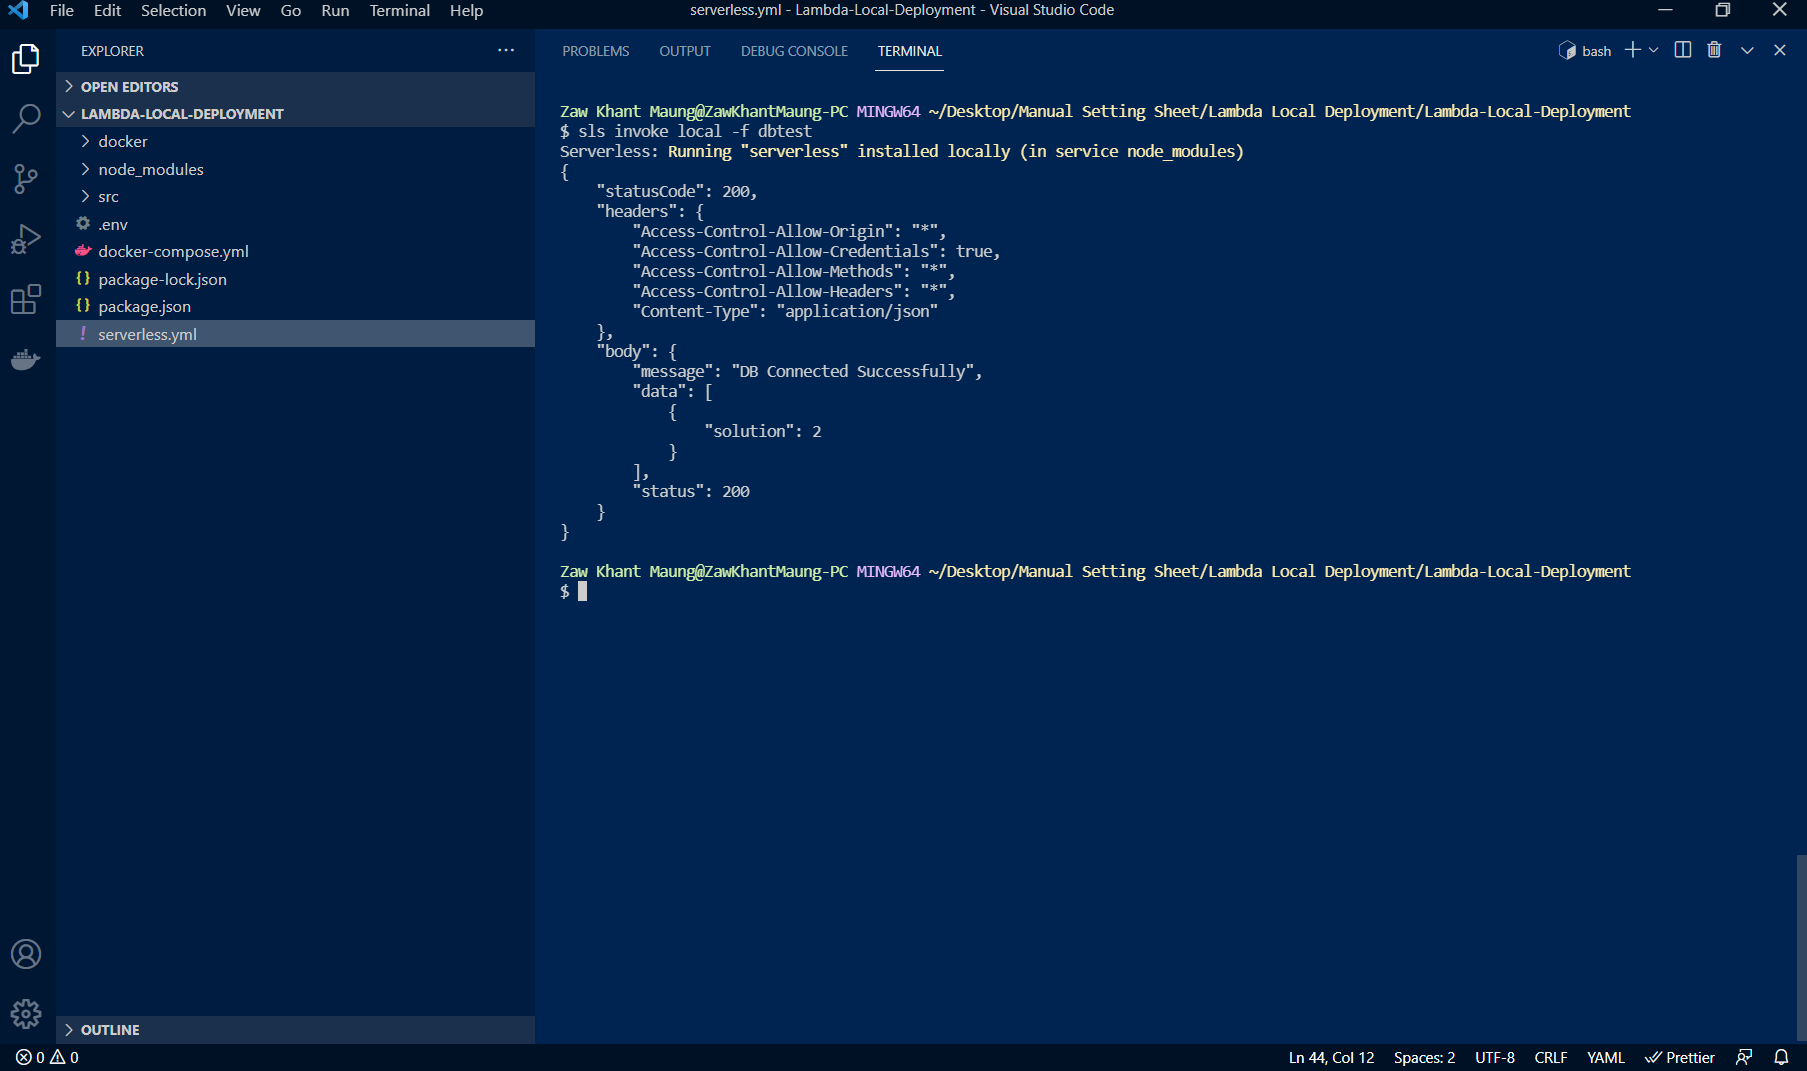 File Edit Selection View Go Run Terminal Help
serverless.yml - Lambda-Local-Deployment - Visual Studio Code
EXPLORER
OPEN EDITORS
LAMBDA-LOCAL-DEPLOYMENT
docker
node_modules
src
.env
docker-compose.yml
package-lock.json
package.json
serverless.yml
OUTLINE
PROBLEMS OUTPUT DEBUG CONSOLE TERMINAL
bash
Zaw Khant Maung@ZawKhantMaung-PC MINGW64 ~/Desktop/Manual Setting Sheet/Lambda Local Deployment/Lambda-Local-Deployment
$ sls invoke local -f dbtest
Serverless: Running "serverless" installed locally (in service node_modules)
{
    "statusCode": 200,
    "headers": {
        "Access-Control-Allow-Origin": "*",
        "Access-Control-Allow-Credentials": true,
        "Access-Control-Allow-Methods": "*",
        "Access-Control-Allow-Headers": "*",
        "Content-Type": "application/json"
    },
    "body": {
        "message": "DB Connected Successfully",
        "data": [
            {
                "solution": 2
            }
        ],
        "status": 200
    }
}
Zaw Khant Maung@ZawKhantMaung-PC MINGW64 ~/Desktop/Manual Setting Sheet/Lambda Local Deployment/Lambda-Local-Deployment
$
0 0
Ln 44, Col 12 Spaces: 2 UTF-8 CRLF YAML Prettier